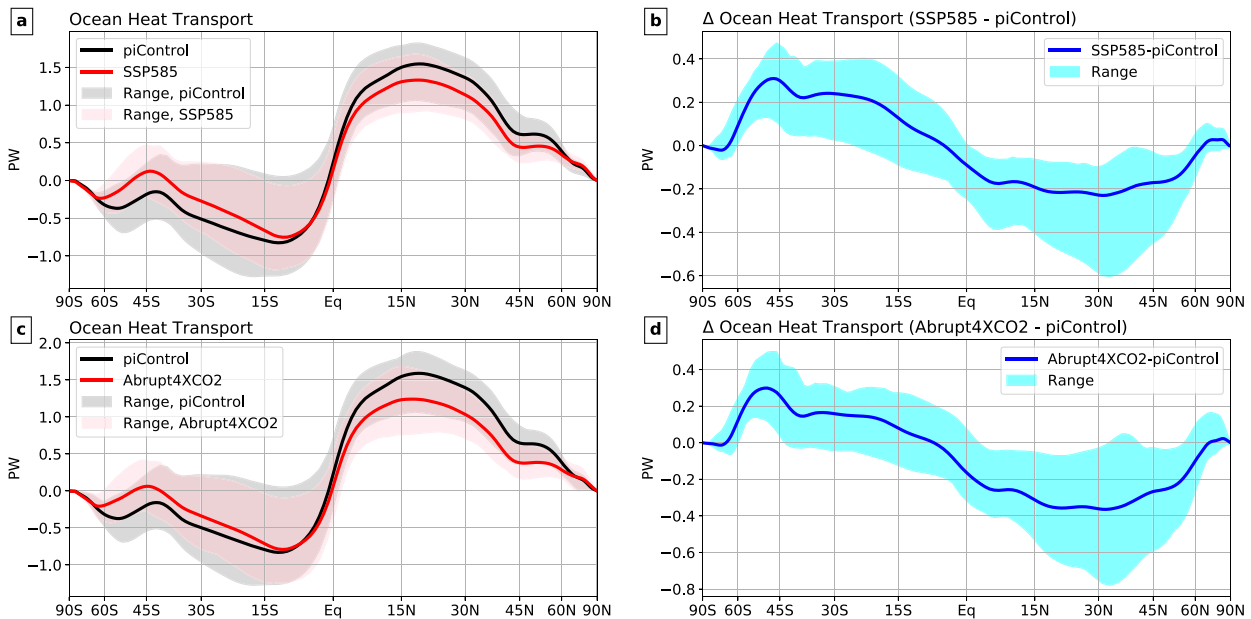 a
Ocean Heat Transport
piControl
SSP585
Range, piControl
Range, SSP585
PW
1.5
1.0
0.5
0.0
−0.5
−1.0
90S 60S 45S 30S 15S Eq 15N 30N 45N 60N 90N
b
Δ Ocean Heat Transport (SSP585 - piControl)
SSP585-piControl
Range
PW
0.4
0.2
0.0
−0.2
−0.4
−0.6
90S 60S 45S 30S 15S Eq 15N 30N 45N 60N 90N
c
Ocean Heat Transport
piControl
Abrupt4XCO2
Range, piControl
Range, Abrupt4XCO2
PW
2.0
1.5
1.0
0.5
0.0
−0.5
−1.0
90S 60S 45S 30S 15S Eq 15N 30N 45N 60N 90N
d
Δ Ocean Heat Transport (Abrupt4XCO2 - piControl)
Abrupt4XCO2-piControl
Range
PW
0.4
0.2
0.0
−0.2
−0.4
−0.6
−0.8
90S 60S 45S 30S 15S Eq 15N 30N 45N 60N 90N